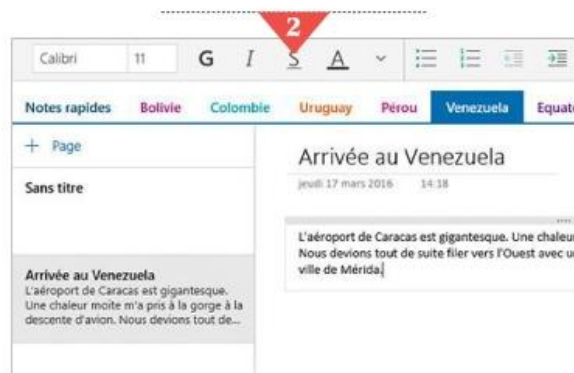 2
Calibri 11 G I S A
Notes rapides Bolivie Colombie Uruguay Pérou Venezuela
+ Page
Sans titre
Arrivée au Venezuela
L'aéroport de Caracas est gigantesque.
Une chaleur moite m'a pris à la gorge à la
descente d'avion. Nous devions tout de...
Arrivée au Venezuela
jeudi 17 mars 2016 14:18
L'aéroport de Caracas est gigantesque. Une chaleur
Nous devions tout de suite filer vers l'Ouest avec
ville de Mérida.